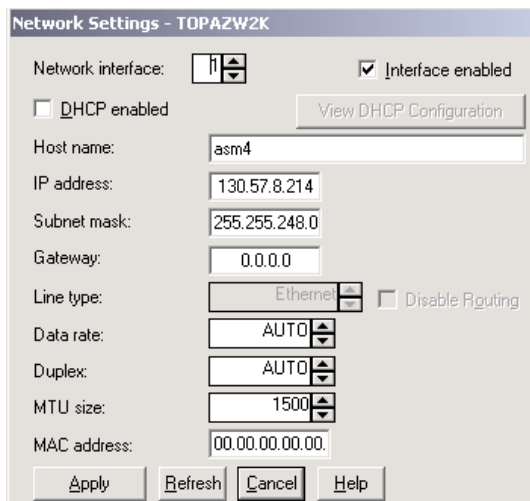 Network Settings - TOPAZW2K
Network interface: 1 Interface enabled
DHCP enabled View DHCP Configuration
Host name: asm4
IP address: 130.57.8.214
Subnet mask: 255.255.248.0
Gateway: 0.0.0.0
Line type: Ethernet Disable Routing
Data rate: AUTO
Duplex: AUTO
MTU size: 1500
MAC address: 00.00.00.00.00.
Apply Refresh Cancel Help